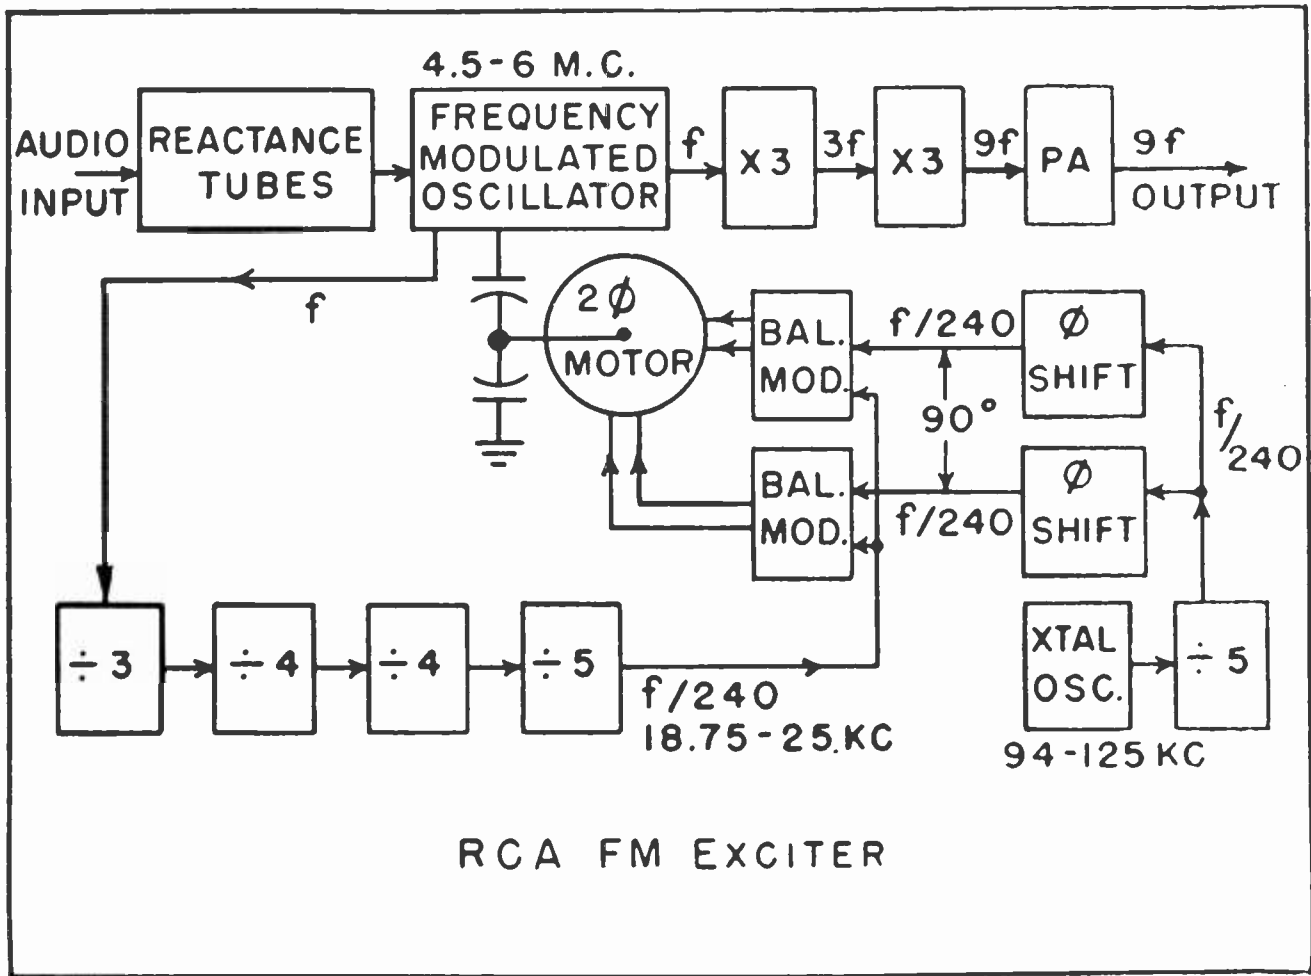 4.5-6 M.C.
AUDIO
INPUT
REACTANCE
TUBES
FREQUENCY
MODULATED
OSCILLATOR
f
X3
3f
X3
9f
PA
9f
OUTPUT
f
2Ø
MOTOR
BAL.
MOD.
f/240
Ø
SHIFT
90°
f/
240
BAL.
MOD.
f/240
Ø
SHIFT
÷3
÷4
÷4
÷5
f/240
18.75-25.KC
XTAL
OSC.
÷5
94-125 KC
RCA FM EXCITER